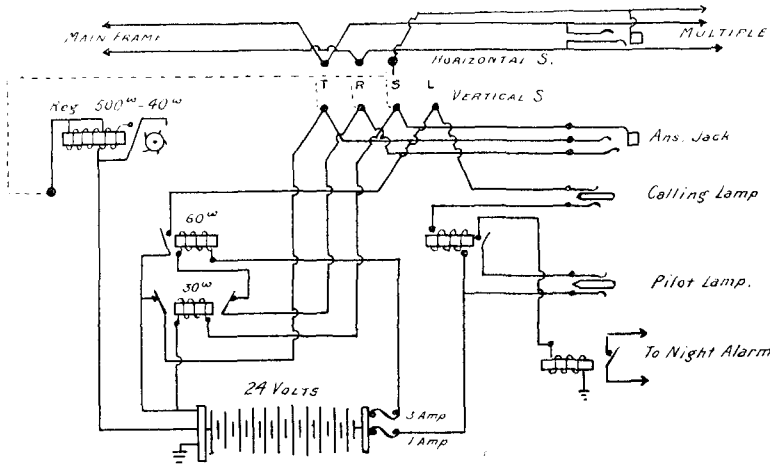 MAIN FRAME
MULTIPLE
HORIZONTAL S.
T R S L
VERTICAL S
Reg 500ω-40ω
Ans. Jack
Calling Lamp
60ω
30ω
Pilot Lamp.
To Night Alarm
24 VOLTS
3 Amp
1 Amp